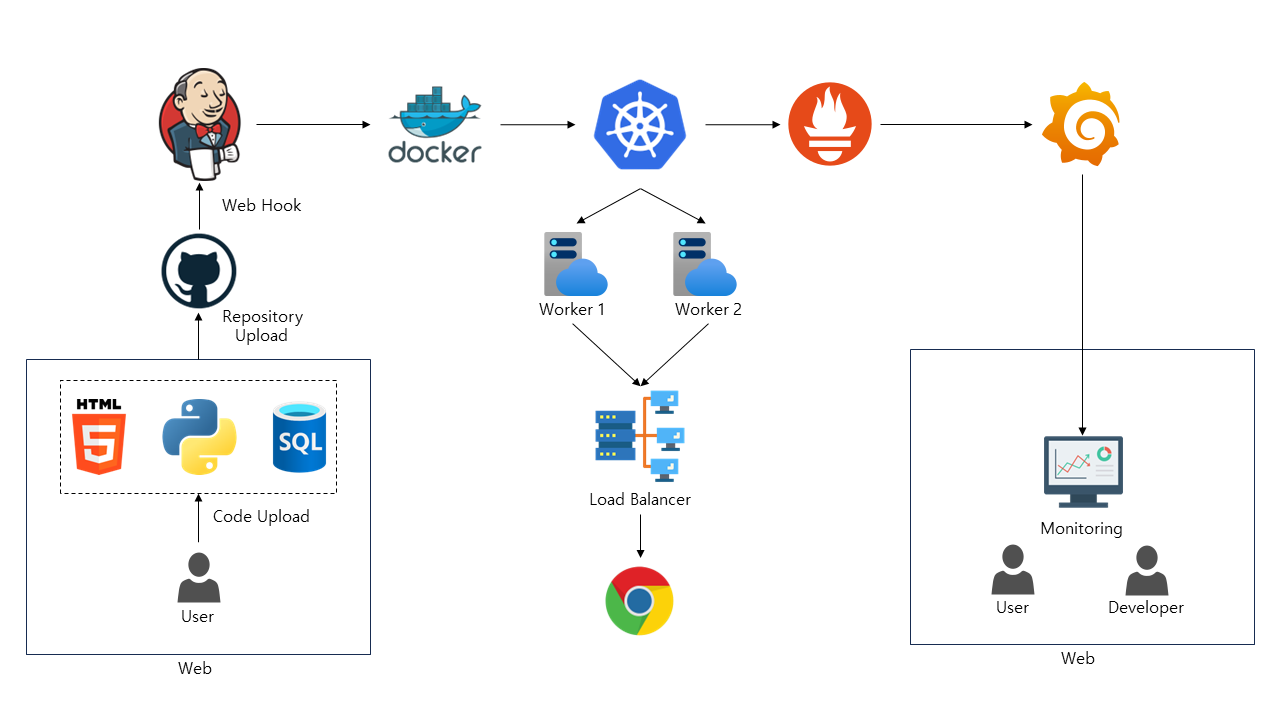 docker
Web Hook
Repository
Upload
Worker 1
Worker 2
HTML
5
SQL
Code Upload
User
Web
Load Balancer
Monitoring
User
Developer
Web